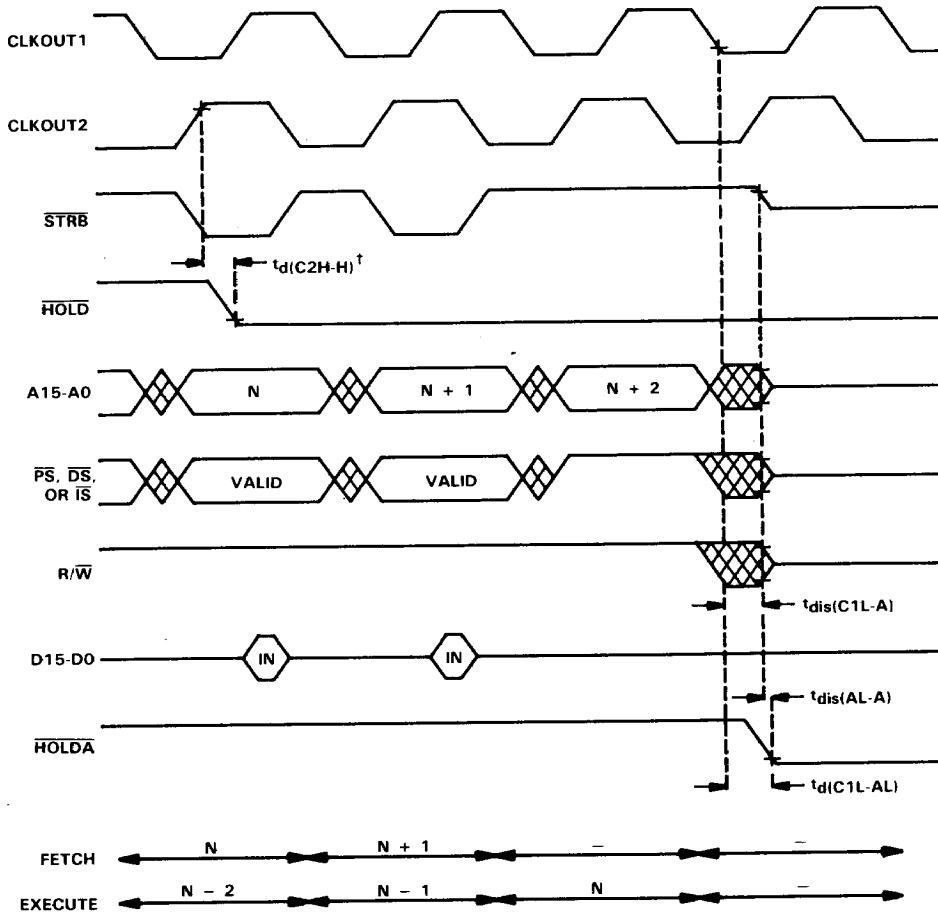 CLKOUT1
CLKOUT2
STRB
td(C2H-H)†
HOLD
A15-A0 N N + 1 N + 2
PS, DS,
OR IS VALID VALID
R/W
tdis(C1L-A)
D15-D0 IN IN
tdis(AL-A)
HOLDA
td(C1L-AL)
FETCH N N + 1 – –
EXECUTE N – 2 N – 1 N –